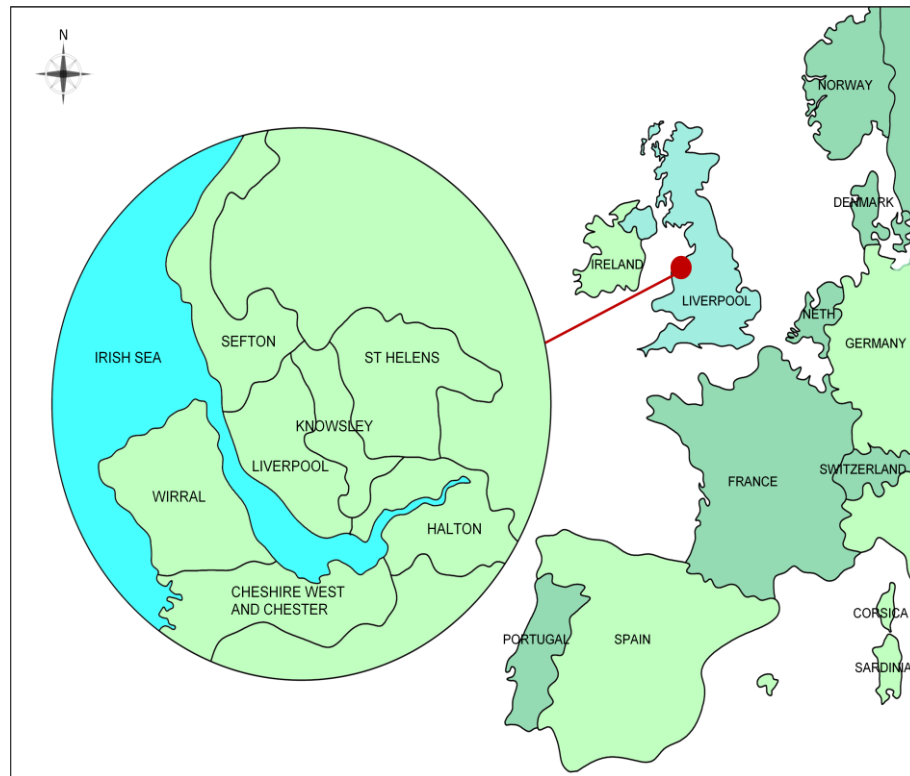 N
NORWAY
DENMARK
IRELAND
LIVERPOOL
NETH
GERMANY
IRISH SEA
SEFTON
ST HELENS
KNOWSLEY
LIVERPOOL
WIRRAL
HALTON
CHESHIRE WEST
AND CHESTER
FRANCE
SWITZERLAND
PORTUGAL
SPAIN
CORSICA
SARDINIA